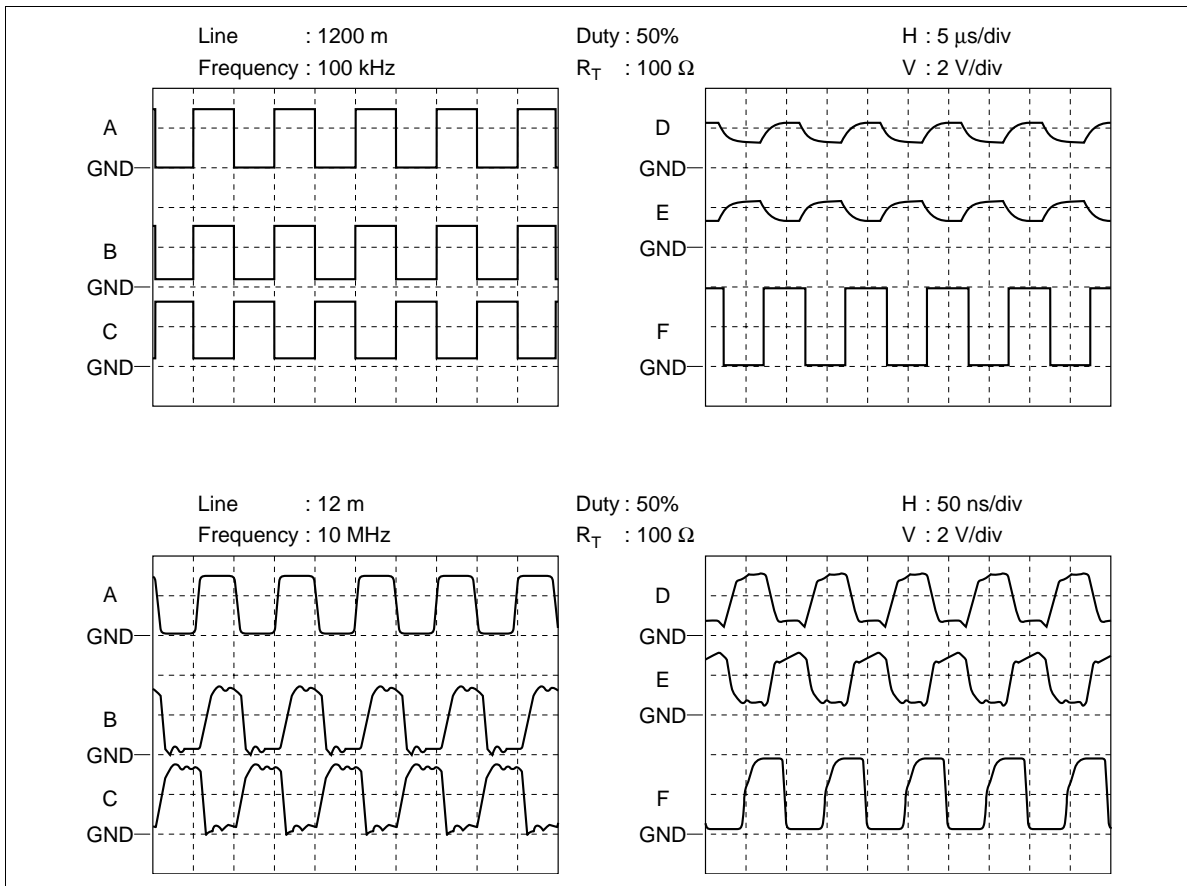 Line : 1200 m Duty : 50% H : 5 μs/div
Frequency : 100 kHz R_T : 100 Ω V : 2 V/div
A
GND
B
GND
C
GND
D
GND
E
GND
F
GND
Line : 12 m Duty : 50% H : 50 ns/div
Frequency : 10 MHz R_T : 100 Ω V : 2 V/div
A
GND
B
GND
C
GND
D
GND
E
GND
F
GND